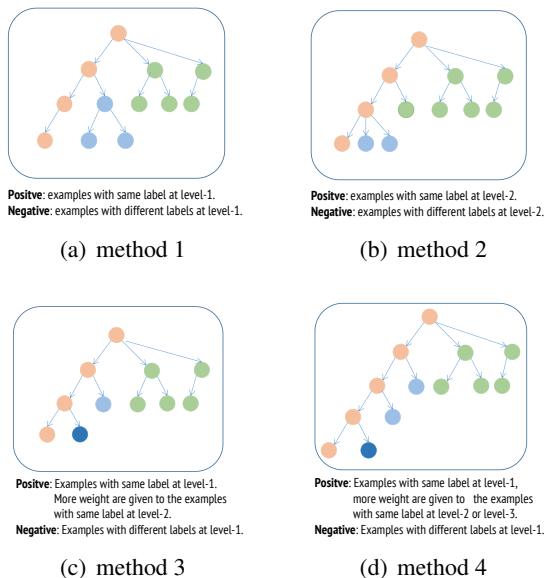 Positve: examples with same label at level-1.
Negative: examples with different labels at level-1.
(a) method 1
Positve: examples with same label at level-2.
Negative: examples with different labels at level-2.
(b) method 2
Positve: Examples with same label at level-1.
More weight are given to the examples
with same label at level-2.
Negative: Examples with different labels at level-1.
(c) method 3
Positve: Examples with same label at level-1,
more weight are given to the examples
with same label at level-2 or level-3.
Negative: Examples with different labels at level-1.
(d) method 4